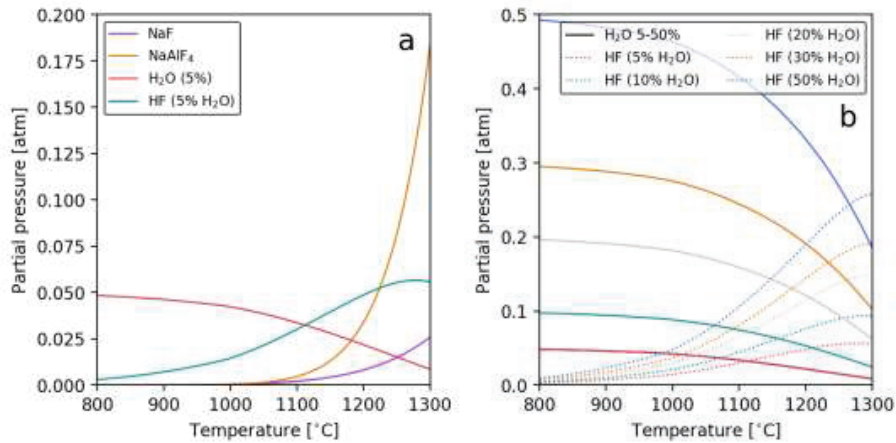 0.200
0.175
0.150
0.125
0.100
0.075
0.050
0.025
0.000
Partial pressure [atm]
NaF
NaAlF₄
H₂O (5%)
HF (5% H₂O)
a
800 900 1000 1100 1200 1300
Temperature [°C]
0.5
0.4
0.3
0.2
0.1
0.0
Partial pressure [atm]
H₂O 5-50%
HF (5% H₂O)
HF (10% H₂O)
HF (20% H₂O)
HF (30% H₂O)
HF (50% H₂O)
b
800 900 1000 1100 1200 1300
Temperature [°C]